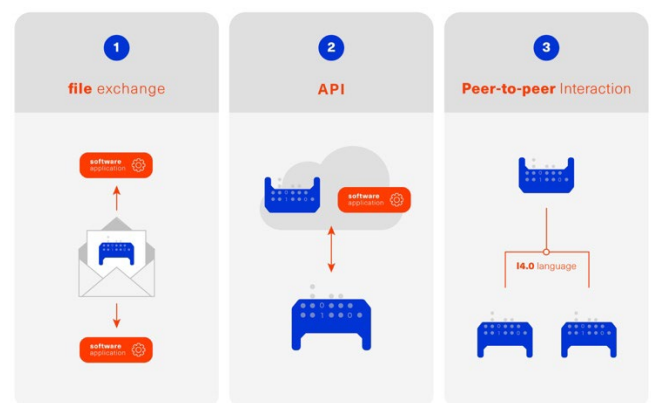 1
file exchange
software
application
software
application
2
API
software
application
3
Peer-to-peer Interaction
I4.0 language